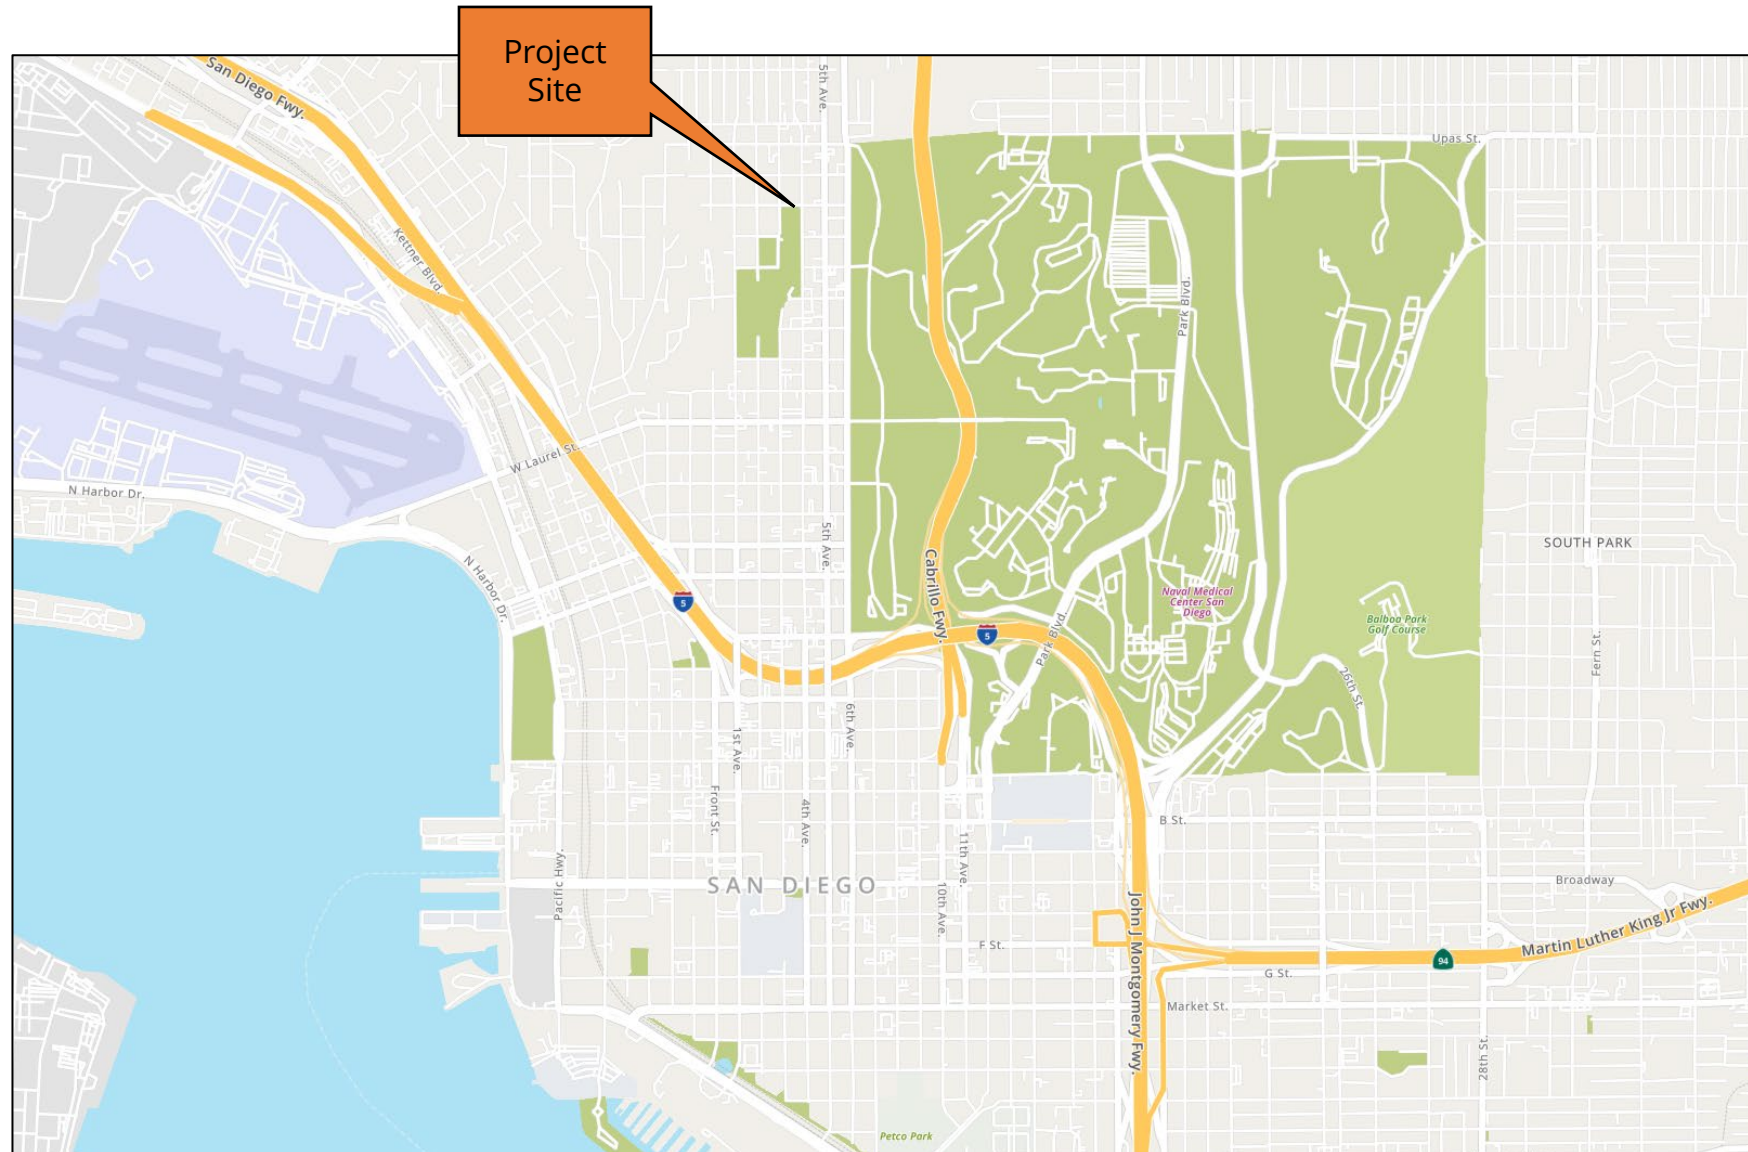 Project
Site
San Diego Fwy.
5th Ave.
Upas St.
Kettner Blvd.
Park Blvd.
W Laurel St.
N Harbor Dr.
5th Ave.
SOUTH PARK
N Harbor Dr.
Cabrillo Fwy.
Naval Medical
Center San
Diego
5
5
Park Blvd.
Balboa Park
Golf Course
Fern St.
26th St.
6th Ave.
1st Ave.
Front St.
4th Ave.
B St.
11th Ave.
Pacific Hwy.
SAN DIEGO
10th Ave.
Broadway
John J Montgomery Fwy.
Martin Luther King Jr Fwy.
F St.
94
G St.
Market St.
28th St.
Petco Park